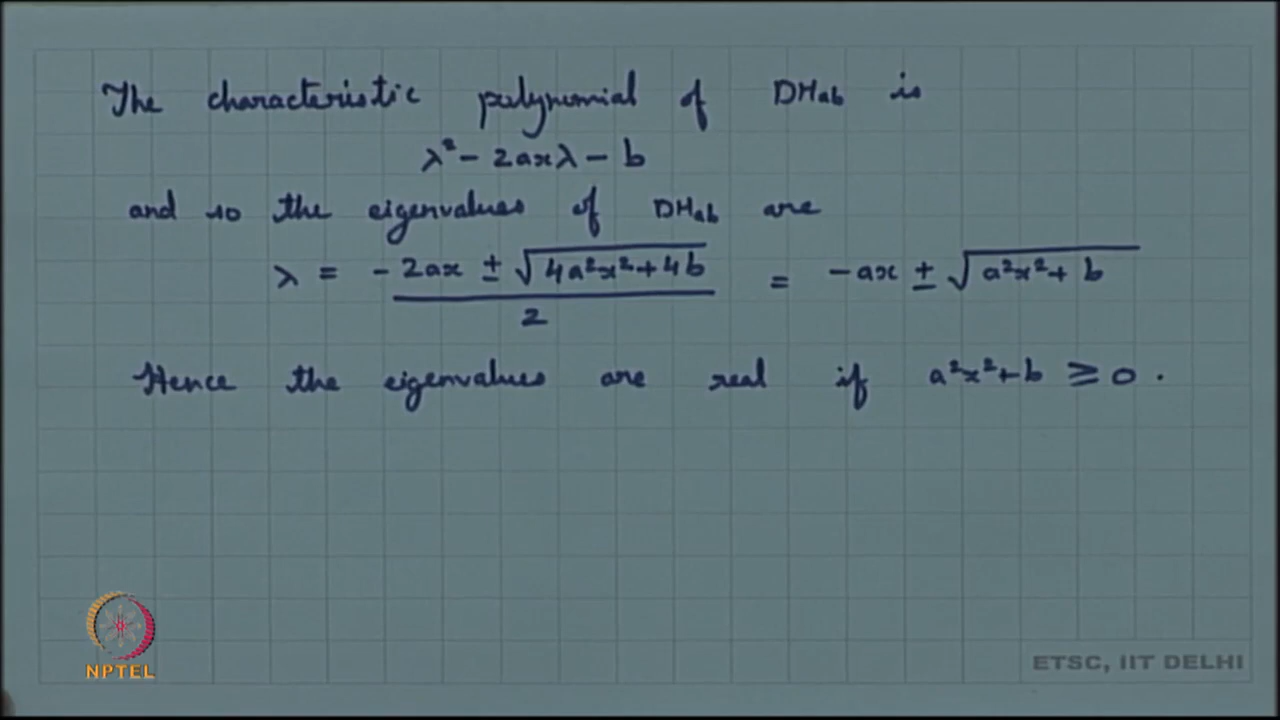 The characteristic polynomial of DHab is
λ² - 2axλ - b
and so the eigenvalues of DHab are
λ = -2ax ± √4a²x²+4b / 2 = -ax ± √a²x²+b
Hence the eigenvalues are real if a²x²+b ≥ 0.
NPTEL
ETSC, IIT DELHI